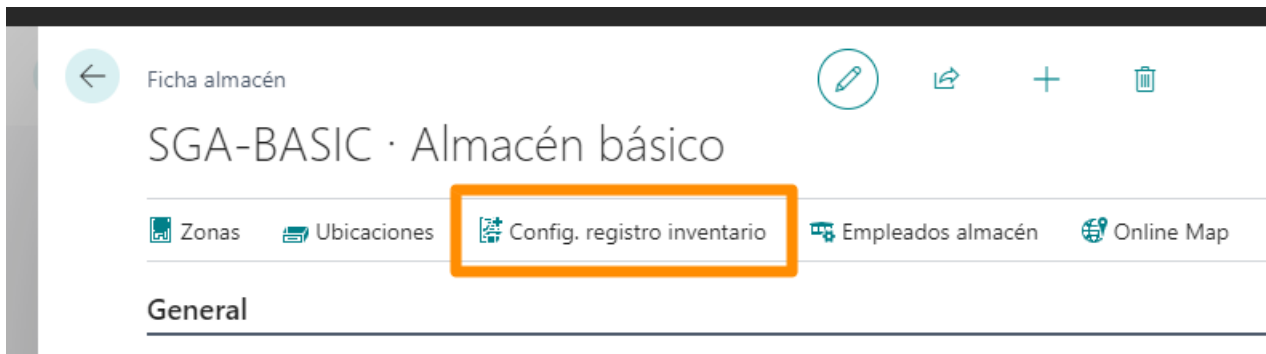 Ficha almacén
SGA-BASIC · Almacén básico
Zonas Ubicaciones Config. registro inventario Empleados almacén Online Map
General